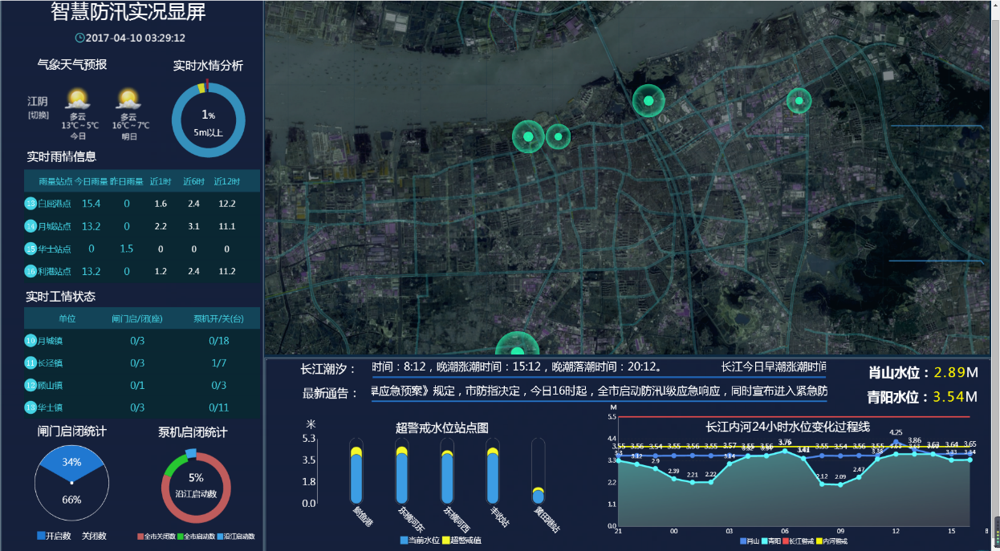 智慧防汛实况显屏
2017-04-10 03:29:12
气象天气预报
实时水情分析
江阴
[切换]
多云
13℃~5℃
今日
多云
16℃~7℃
明日
1%
5m以上
实时雨情信息
雨量站点 今日雨量 昨日雨量 近1时 近6时 近12时
13 白屈港点 15.4 0 1.6 2.4 12.2
14 月城站点 13.2 0 2.2 3.1 11.1
15 华士站点 0 1.5 0 0 0
16 利港站点 13.2 0 1.2 2.4 11.2
实时工情状态
单位 闸门启/闭(座) 泵机开/关(台)
10 月城镇 0/3 0/18
11 长泾镇 0/3 1/7
12 顾山镇 0/1 0/3
13 华士镇 0/3 0/11
闸门启闭统计
34%
66%
开启数 关闭数
泵机启闭统计
5%
沿江启动数
全市关闭数 全市启动数 沿江启动数
长江潮汐： 时间：8:12，晚潮涨潮时间：15:12，晚潮落潮时间：20:12。 长江今日早潮涨潮时间
最新通告： 应急预案》规定，市防指决定，今日16时起，全市启动防汛I级应急响应，同时宣布进入紧急防
肖山水位：2.89M
青阳水位：3.54M
超警戒水位站点图
米
5.3
3.5
1.8
0.0
鲥鱼港
东横河东
东横河西
丰收站
黄田港站
当前水位 超警戒值
长江内河24小时水位变化过程线
M
5.5
4.4
3.3
2.2
1.1
0.0
3.55 3.56 3.54 3.55 3.56 3.55 3.57 3.55 3.54 3.55 3.56 4.25 3.86 3.63 3.64 3.65
3.3 3.12 2.9 2.39 2.21 2.22 3.14 3.76 3.41 2.12 2.09 2.47 3.38 3.33 3.34
21 00 03 06 09 12 15
肖山 青阳 长江警戒 内河警戒